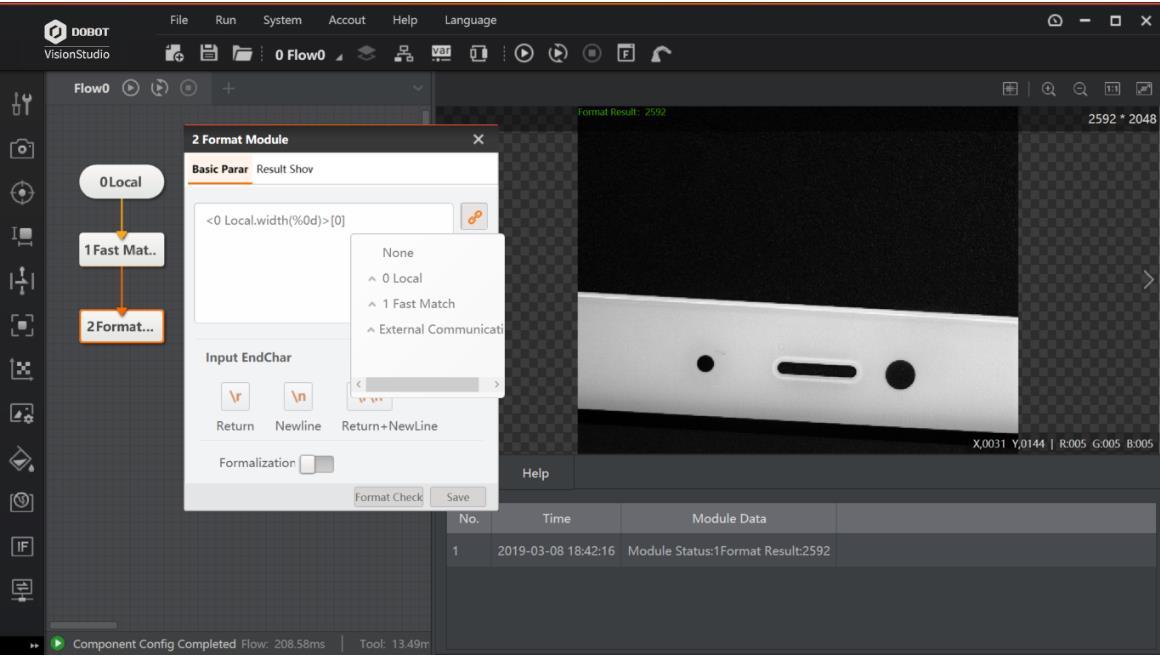 File Run System Accout Help Language
DOBOT
VisionStudio
0 Flow0
var
F
Flow0
1:1
Format Result: 2592
2592 * 2048
2 Format Module
Basic Parar Result Shov
0Local
<0 Local.width(%0d)>[0]
None
1Fast Mat..
0 Local
1 Fast Match
2Format...
External Communicati
Input EndChar
\r \n \r\n
Return Newline Return+NewLine
X,0031 Y,0144 | R:005 G:005 B:005
Formalization
Help
Format Check Save
No. Time Module Data
IF
1 2019-03-08 18:42:16 Module Status:1Format Result:2592
Component Config Completed Flow: 208.58ms Tool: 13.49m